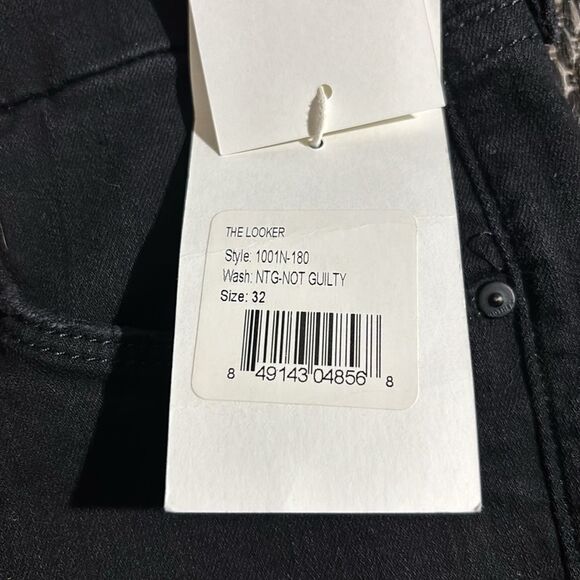 THE LOOKER
Style: 1001N-180
Wash: NTG-NOT GUILTY
Size: 32
8 49143 04856 8